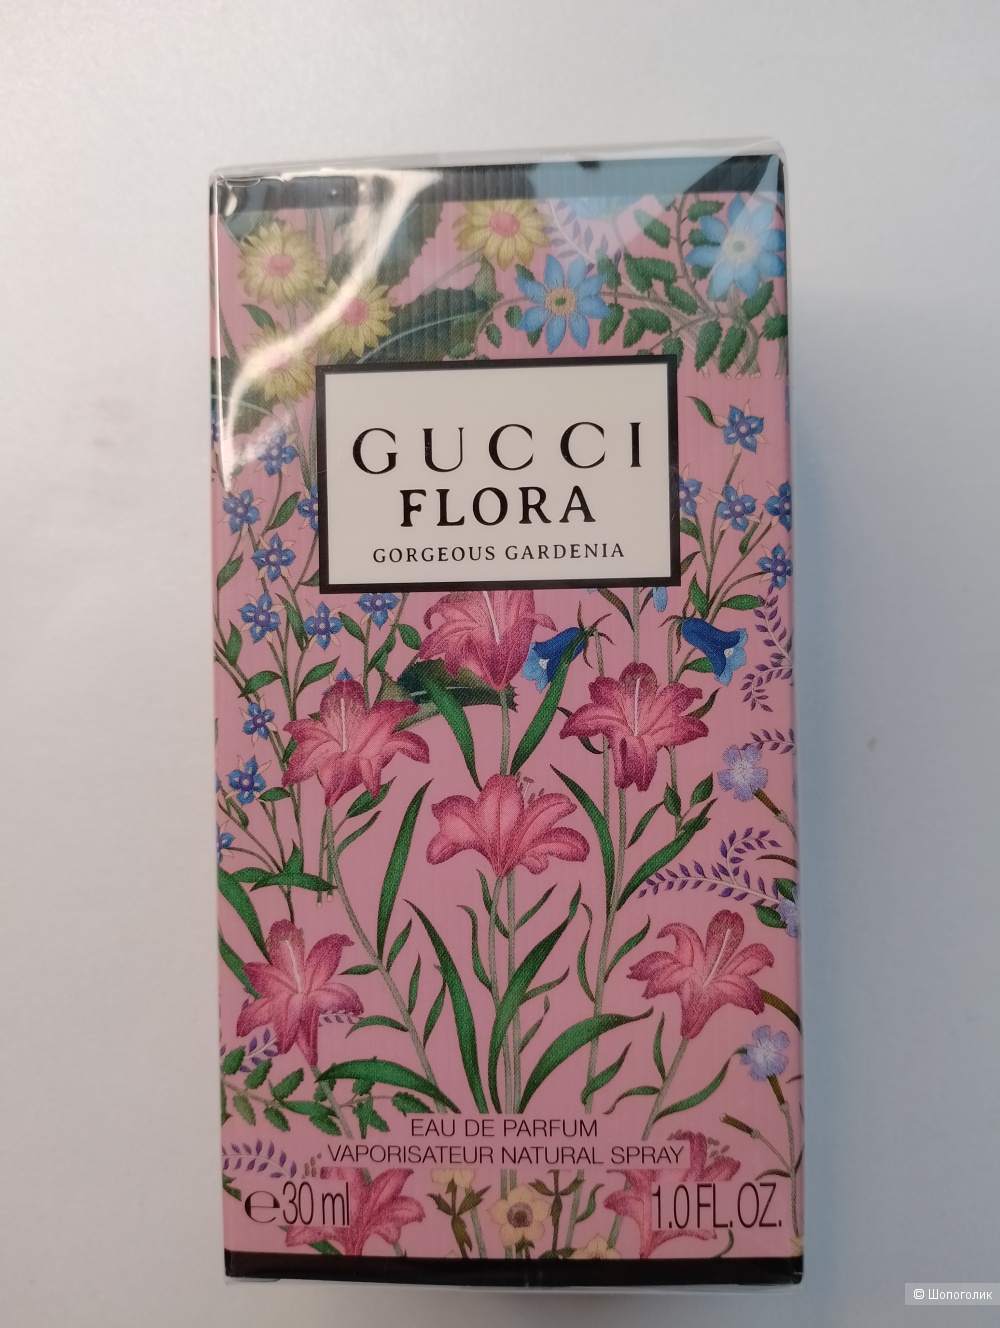 GUCCI
FLORA
GORGEOUS GARDENIA
EAU DE PARFUM
VAPORISATEUR NATURAL SPRAY
℮30 ml 1.0 FL. OZ.
© Шопоголик